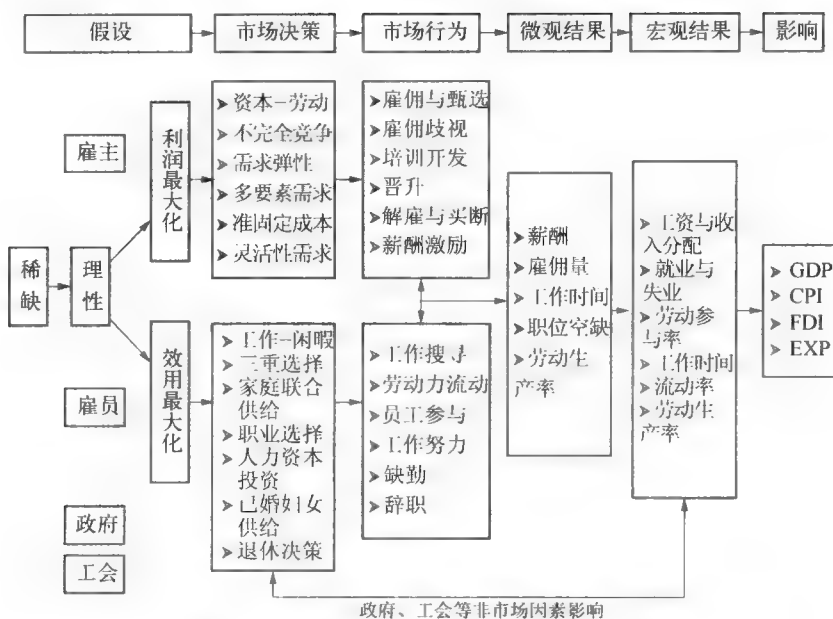 假设
市场决策
市场行为
微观结果
宏观结果
影响
雇主
利润最大化
➤资本-劳动
➤不完全竞争
➤需求弹性
➤多要素需求
➤准固定成本
➤灵活性需求
➤雇佣与甄选
➤雇佣歧视
➤培训开发
➤晋升
➤解雇与买断
➤薪酬激励
稀缺
理性
➤薪酬
➤雇佣量
➤工作时间
➤职位空缺
➤劳动生
产率
➤工资与收
入分配
➤就业与
失业
➤劳动参
与率
➤工作时间
➤流动率
➤劳动生
产率
➤ GDP
➤ CPI
➤ FDI
➤ EXP
雇员
效用最大化
➤工作-闲暇
➤三重选择
➤家庭联合
供给
➤职业选择
➤人力资本
投资
➤已婚妇女
供给
➤退休决策
➤工作搜寻
➤劳动力流动
➤员工参与
➤工作努力
➤缺勤
➤辞职
政府
工会
政府、工会等非市场因素影响